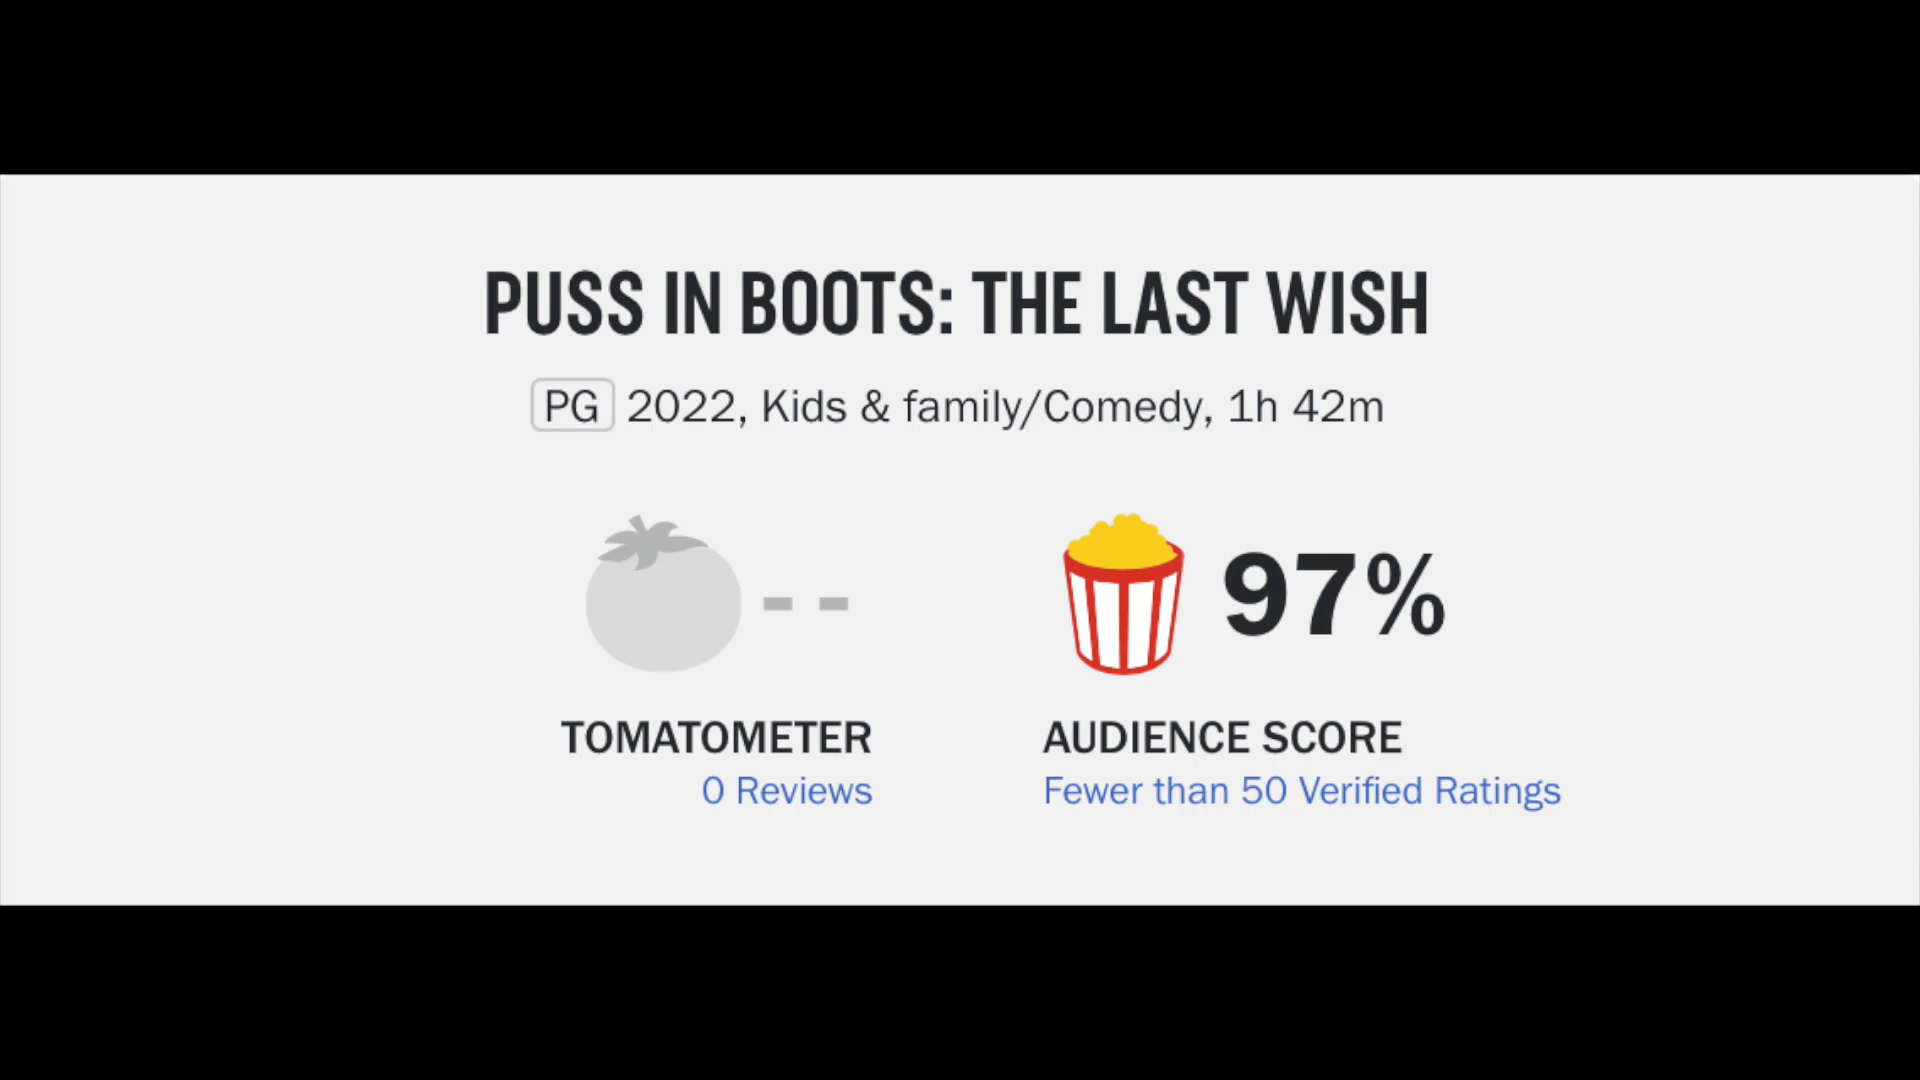 PUSS IN BOOTS: THE LAST WISH
PG 2022, Kids & family/Comedy, 1h 42m
- - 97%
TOMATOMETER AUDIENCE SCORE
0 Reviews Fewer than 50 Verified Ratings